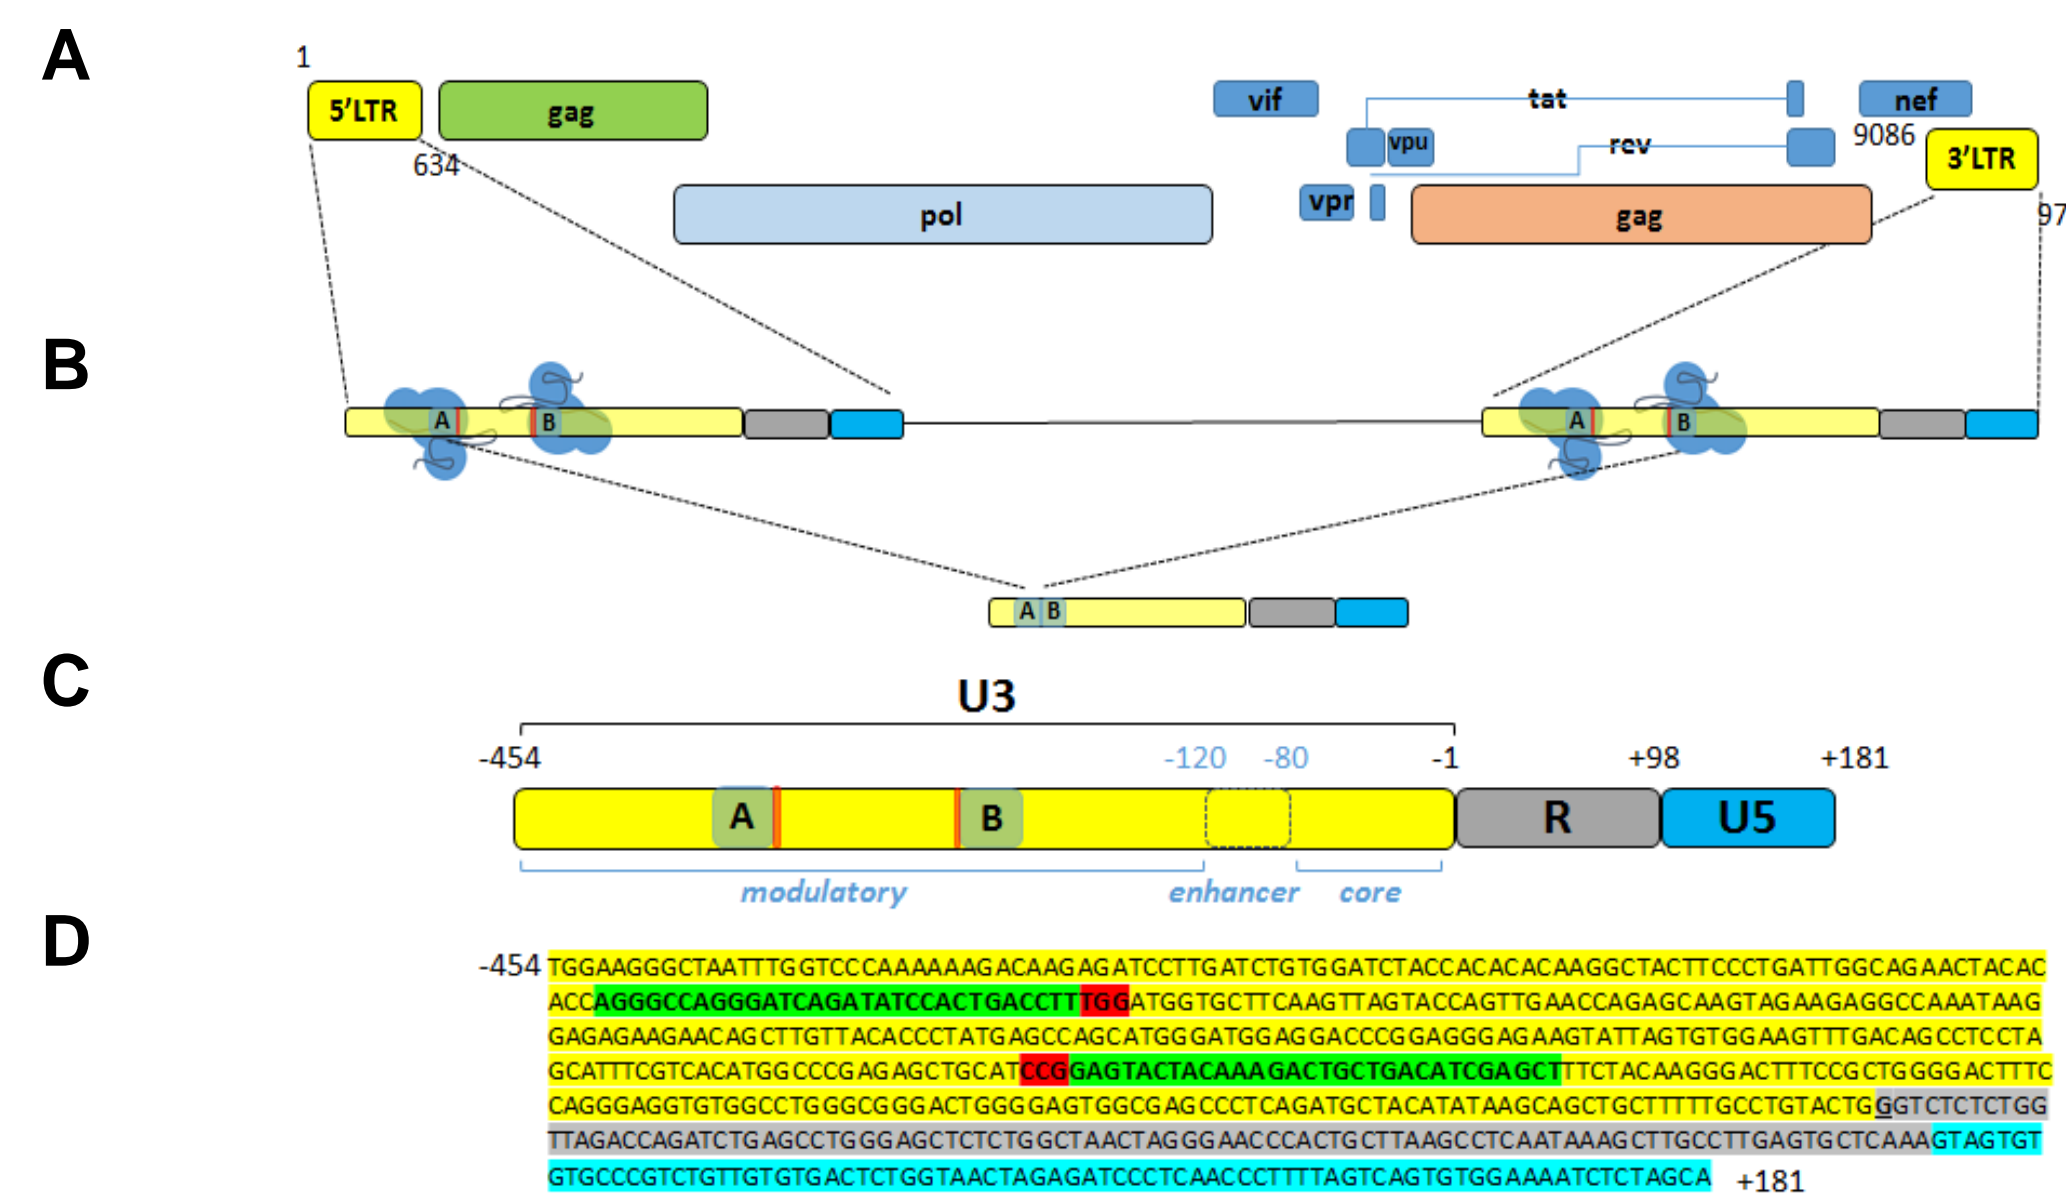 A
1
5'LTR
gag
vif
tat
nef
634
vpu
rev
9086
3'LTR
pol
vpr
gag
97
B
A
B
A
B
A B
C
U3
-454
-120
-80
-1
+98
+181
A
B
R
U5
modulatory
enhancer
core
D
-454 TGGAAGGGCTAATTTGGTCCCAAAAAAGACAAGAGATCCTTGATCTGTGGATCTACCACACACAAGGCTACTTCCCTGATTGGCAGAACTACAC
ACCAGGGCCAGGGATCAGATATCCACTGACCTTTGGATGGTGCTTCAAGTTAGTACCAGTTGAACCAGAGCAAGTAGAAGAGGCCAAATAAG
GAGAGAAGAACAGCTTGTTACACCCTATGAGCCAGCATGGGATGGAGGACCCGGAGGGAGAAGTATTAGTGTGGAAGTTTGACAGCCTCCTA
GCATTTCGTCACATGGCCCGAGAGCTGCATCCGGAGTACTACAAAGACTGCTGACATCGAGCTTTCTACAAGGGACTTTCCGCTGGGGACTTTC
CAGGGAGGTGTGGCCTGGGCGGGACTGGGGAGTGGCGAGCCCTCAGATGCTACATATAAGCAGCTGCTTTTTGCCTGTACTGGGTCTCTCTGG
TTAGACCAGATCTGAGCCTGGGAGCTCTCTGGCTAACTAGGGAACCCACTGCTTAAGCCTCAATAAAGCTTGCCTTGAGTGCTCAAAGTAGTGT
GTGCCCGTCTGTTGTGTGACTCTGGTAACTAGAGATCCCTCAACCCTTTTAGTCAGTGTGGAAAATCTCTAGCA +181